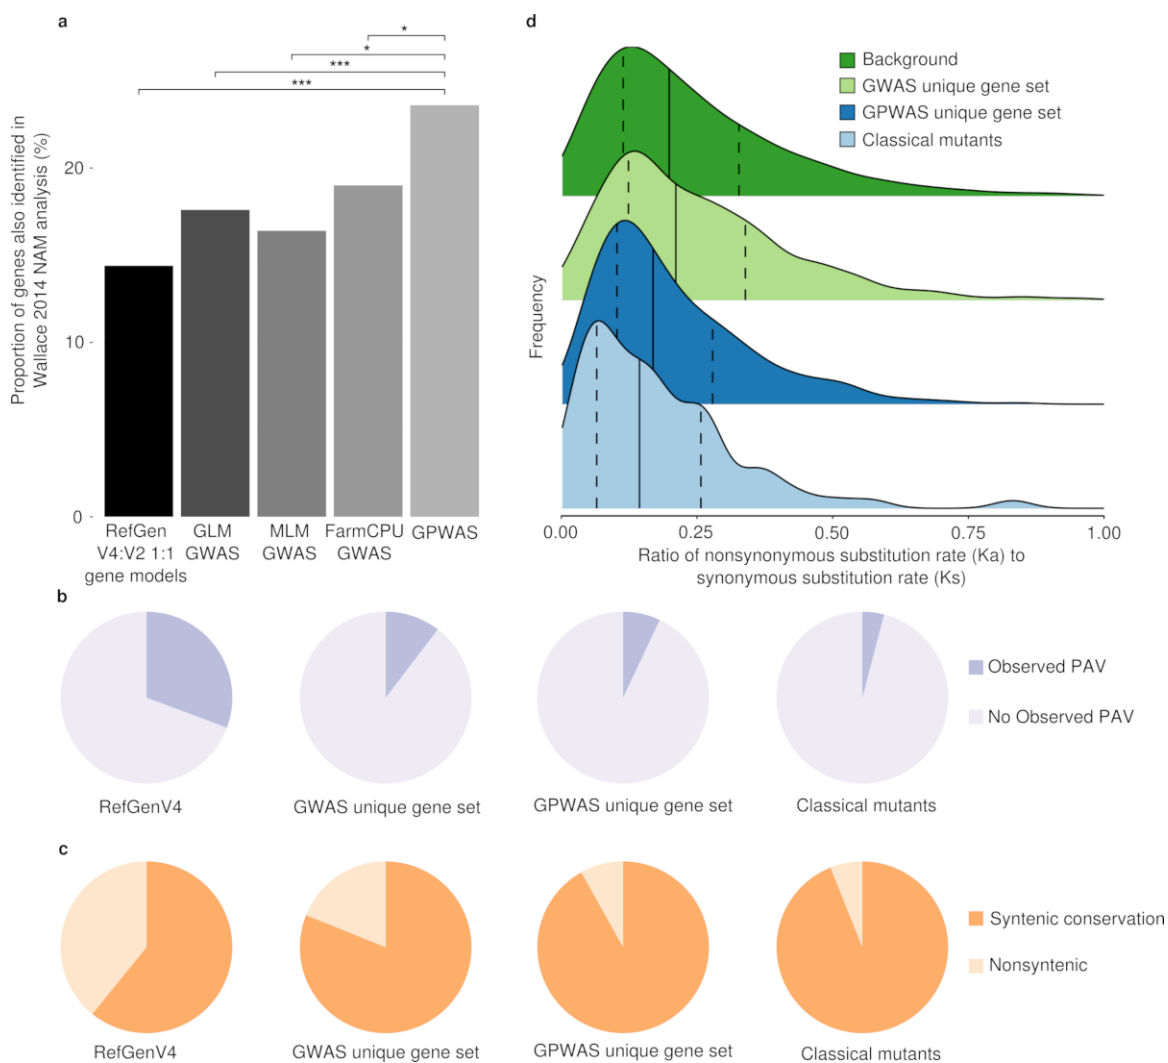 a
*
*
***
***
Proportion of genes also identified in
Wallace 2014 NAM analysis (%)
20
10
0
RefGen
V4:V2 1:1
gene models
GLM
GWAS
MLM
GWAS
FarmCPU
GWAS
GPWAS
d
Background
GWAS unique gene set
GPWAS unique gene set
Classical mutants
Frequency
0.00
0.25
0.50
0.75
1.00
Ratio of nonsynonymous substitution rate (Ka) to
synonymous substitution rate (Ks)
b
RefGenV4
GWAS unique gene set
GPWAS unique gene set
Classical mutants
Observed PAV
No Observed PAV
c
RefGenV4
GWAS unique gene set
GPWAS unique gene set
Classical mutants
Syntenic conservation
Nonsyntenic